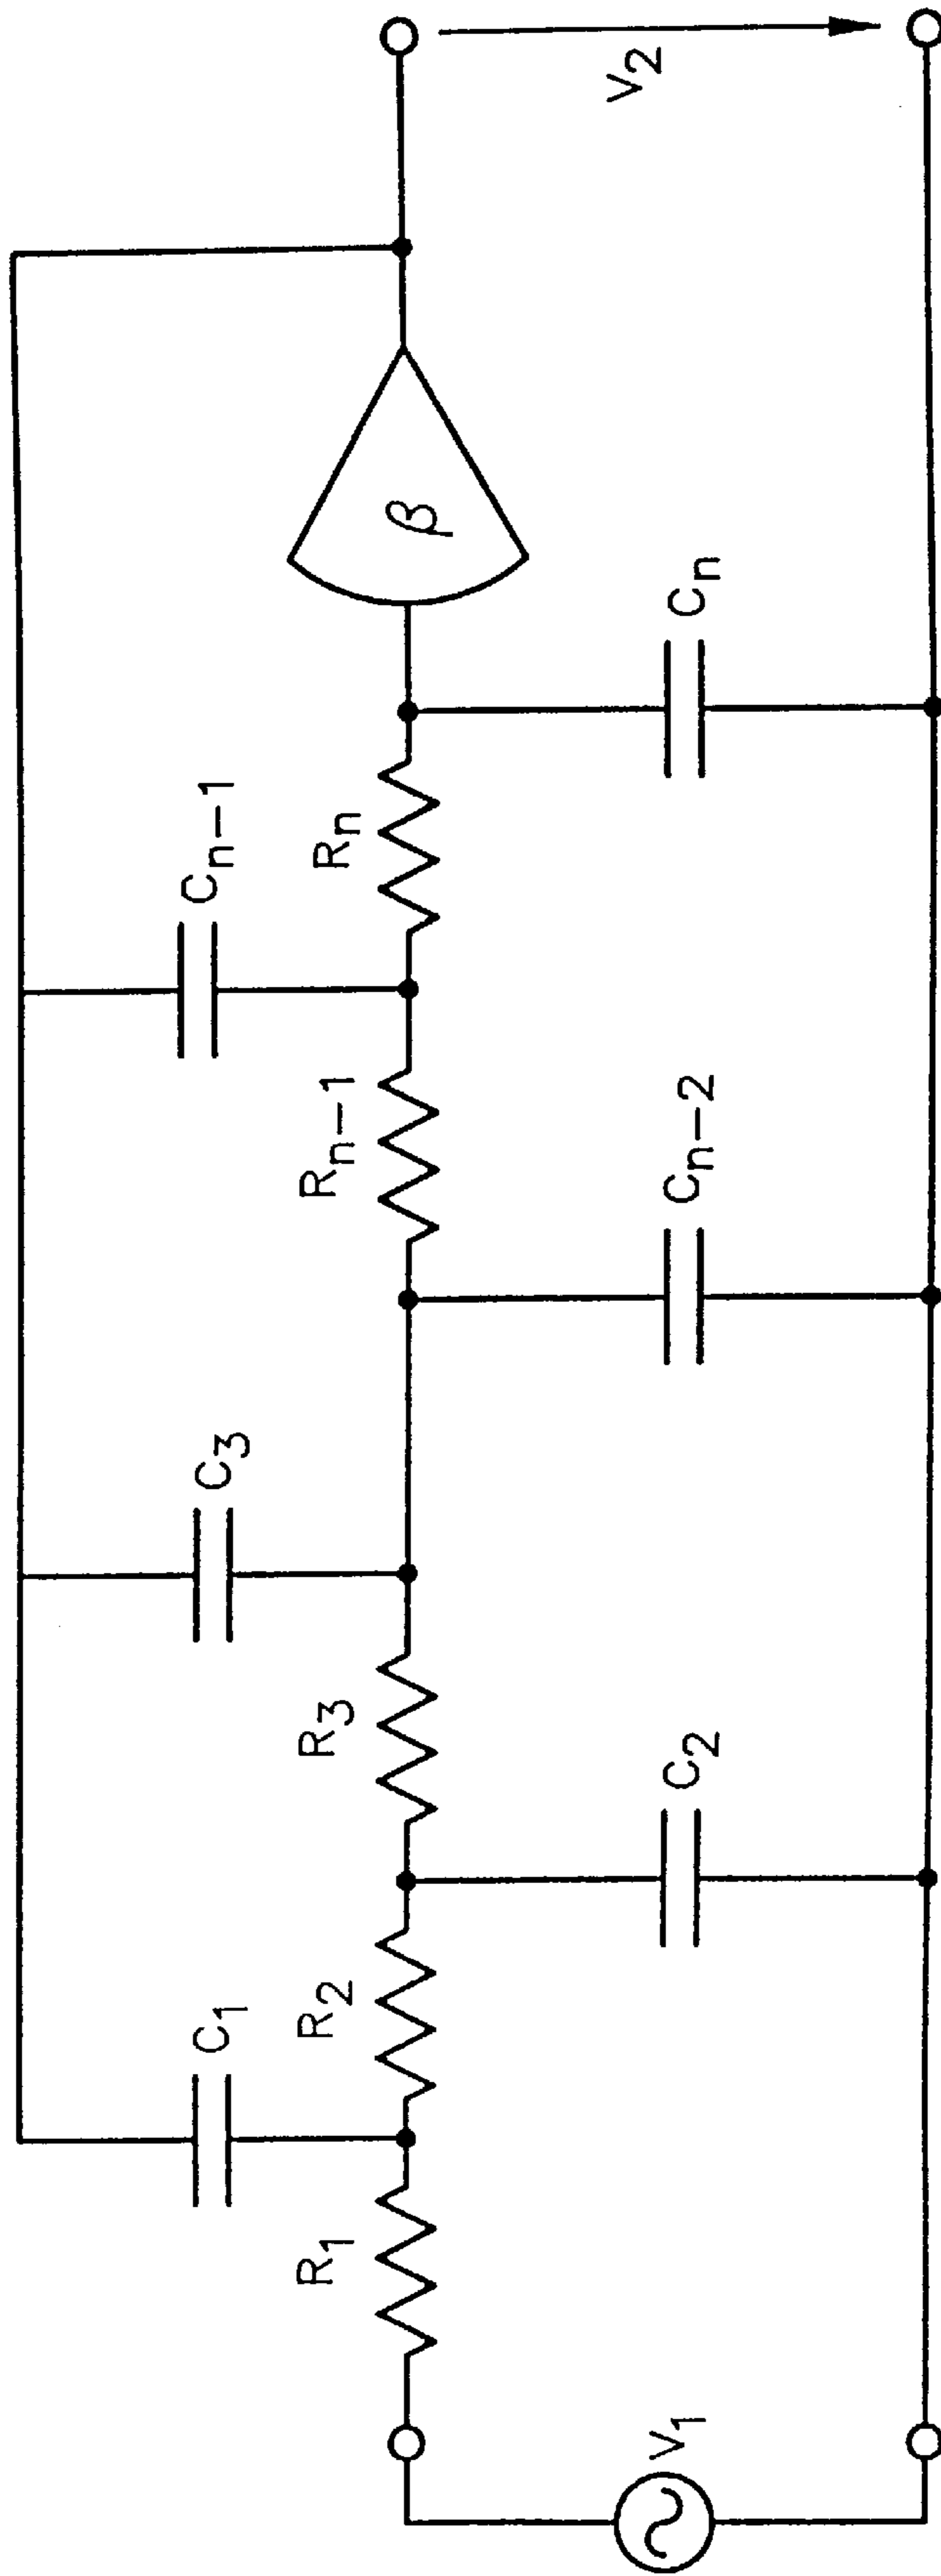 C₁
C₃
Cₙ₋₁
R₁
R₂
R₃
Rₙ₋₁
Rₙ
β
V₁
C₂
Cₙ₋₂
Cₙ
V₂